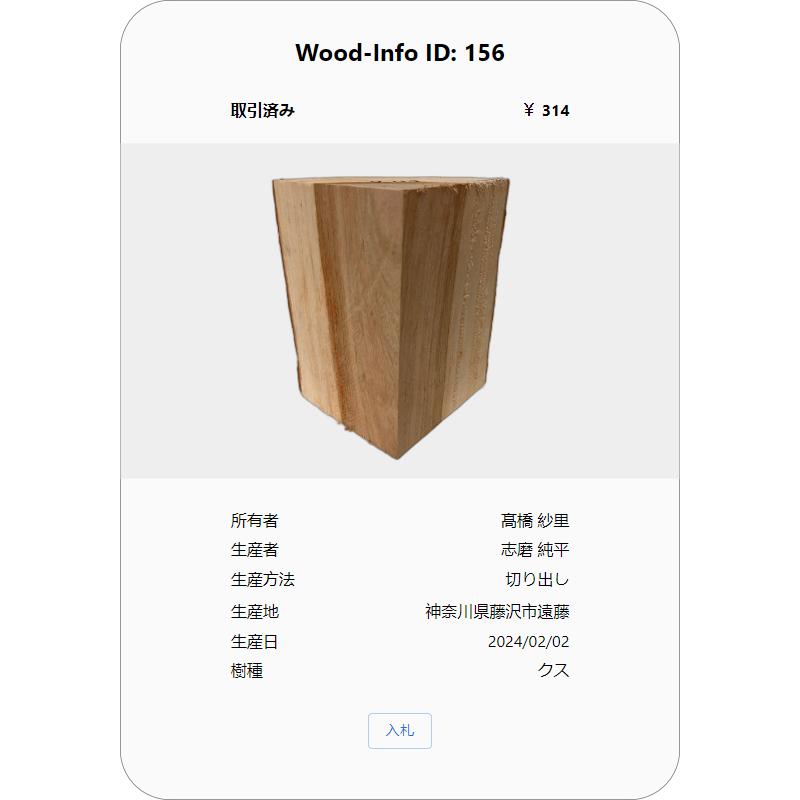 Wood-Info ID: 156
取引済み ￥ 314
所有者 髙橋 紗里
生産者 志磨 純平
生産方法 切り出し
生産地 神奈川県藤沢市遠藤
生産日 2024/02/02
樹種 クス
入札